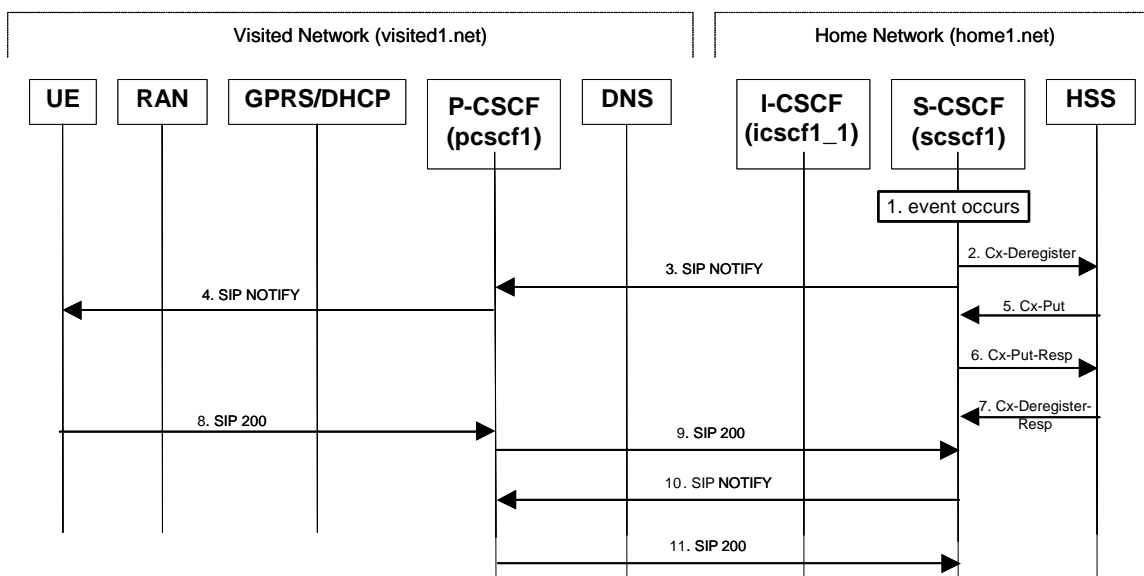 Visited Network (visited1.net)
Home Network (home1.net)
UE
RAN
GPRS/DHCP
P-CSCF
(pcscf1)
DNS
I-CSCF
(icscf1_1)
S-CSCF
(scscf1)
HSS
1. event occurs
2. Cx-Deregister
3. SIP NOTIFY
4. SIP NOTIFY
5. Cx-Put
6. Cx-Put-Resp
7. Cx-Deregister-
Resp
8. SIP 200
9. SIP 200
10. SIP NOTIFY
11. SIP 200